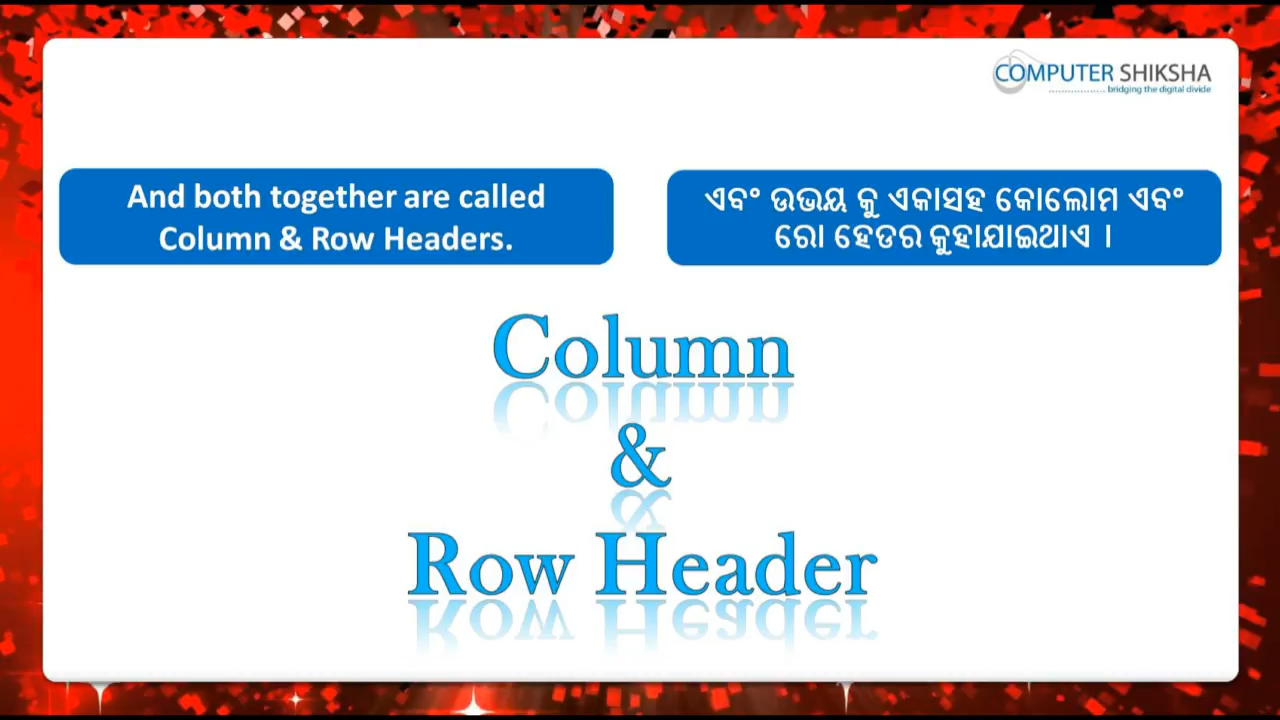 COMPUTER SHIKSHA
bridging the digital divide
And both together are called
Column & Row Headers.
ଏବଂ ଉଭୟ କୁ ଏକାସହ କୋଲୋମ ଏବଂ
ରୋ ହେଡର କୁହାଯାଇଥାଏ ।
Column
&
Row Header